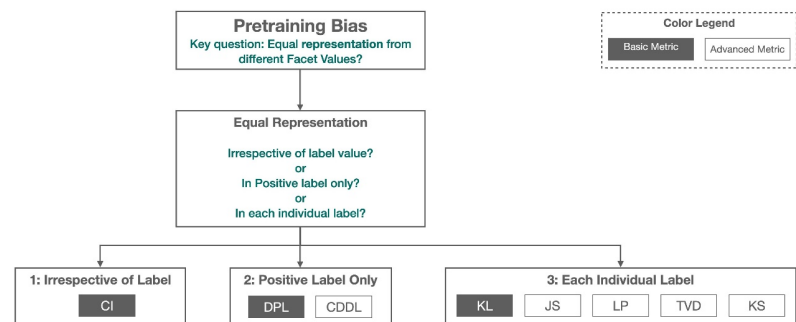 Pretraining Bias
Key question: Equal representation from
different Facet Values?
Color Legend
Basic Metric
Advanced Metric
Equal Representation
Irrespective of label value?
or
In Positive label only?
or
In each individual label?
1: Irrespective of Label
CI
2: Positive Label Only
DPL
CDDL
3: Each Individual Label
KL
JS
LP
TVD
KS